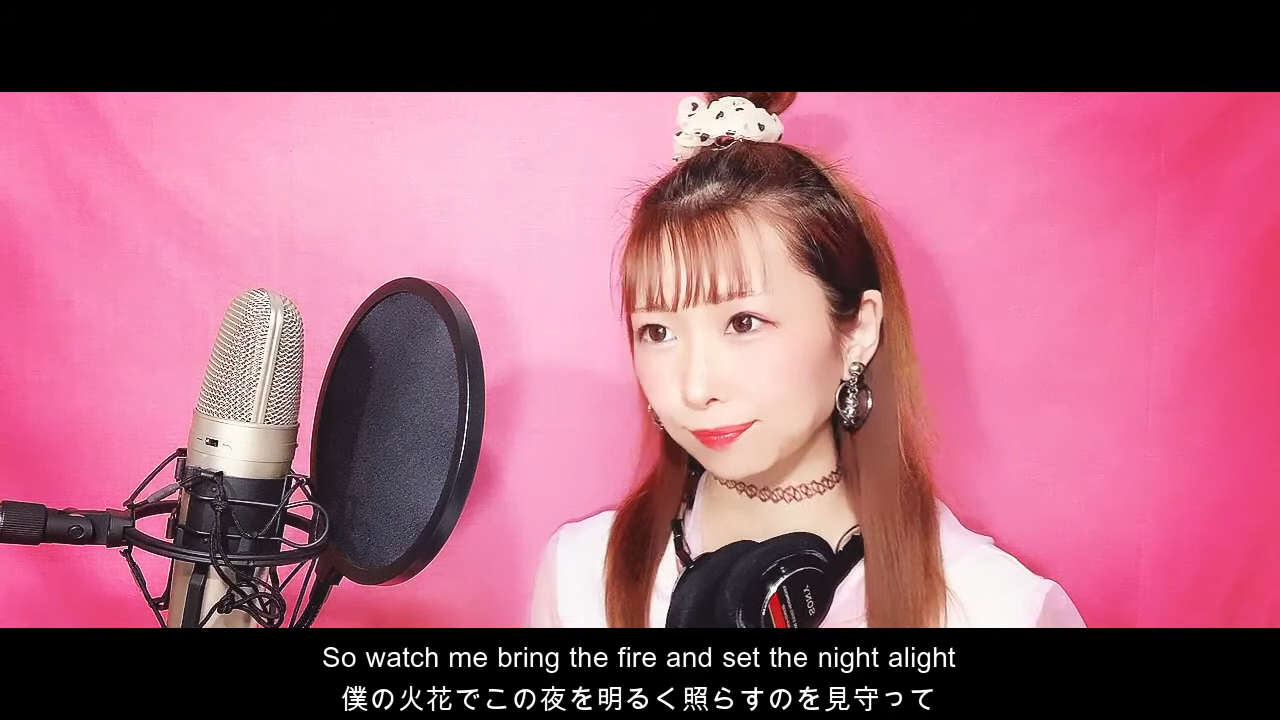 SONY
So watch me bring the fire and set the night alight
僕の火花でこの夜を明るく照らすのを見守って